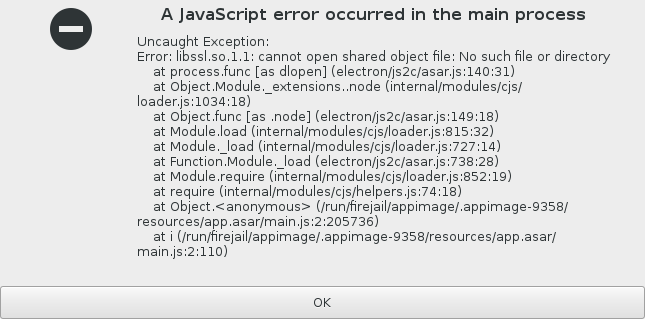 A JavaScript error occurred in the main process
Uncaught Exception:
Error: libssl.so.1.1: cannot open shared object file: No such file or directory
at process.func [as dlopen] (electron/js2c/asar.js:140:31)
at Object.Module._extensions..node (internal/modules/cjs/
loader.js:1034:18)
at Object.func [as .node] (electron/js2c/asar.js:149:18)
at Module.load (internal/modules/cjs/loader.js:815:32)
at Module._load (internal/modules/cjs/loader.js:727:14)
at Function.Module._load (electron/js2c/asar.js:738:28)
at Module.require (internal/modules/cjs/loader.js:852:19)
at require (internal/modules/cjs/helpers.js:74:18)
at Object.<anonymous> (/run/firejail/appimage/.appimage-9358/
resources/app.asar/main.js:2:205736)
at i (/run/firejail/appimage/.appimage-9358/resources/app.asar/
main.js:2:110)
OK